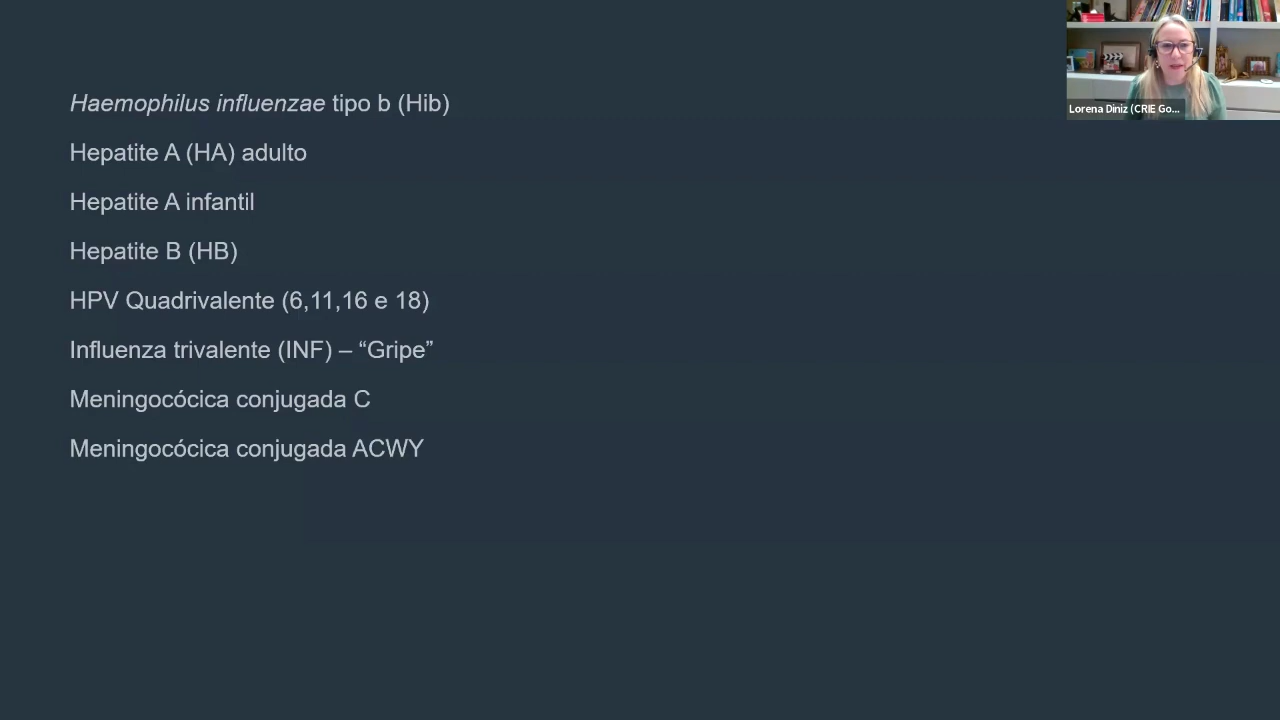 Haemophilus influenzae tipo b (Hib)
Hepatite A (HA) adulto
Hepatite A infantil
Hepatite B (HB)
HPV Quadrivalente (6,11,16 e 18)
Influenza trivalente (INF) – “Gripe”
Meningocócica conjugada C
Meningocócica conjugada ACWY
Lorena Diniz (CRIE Go...